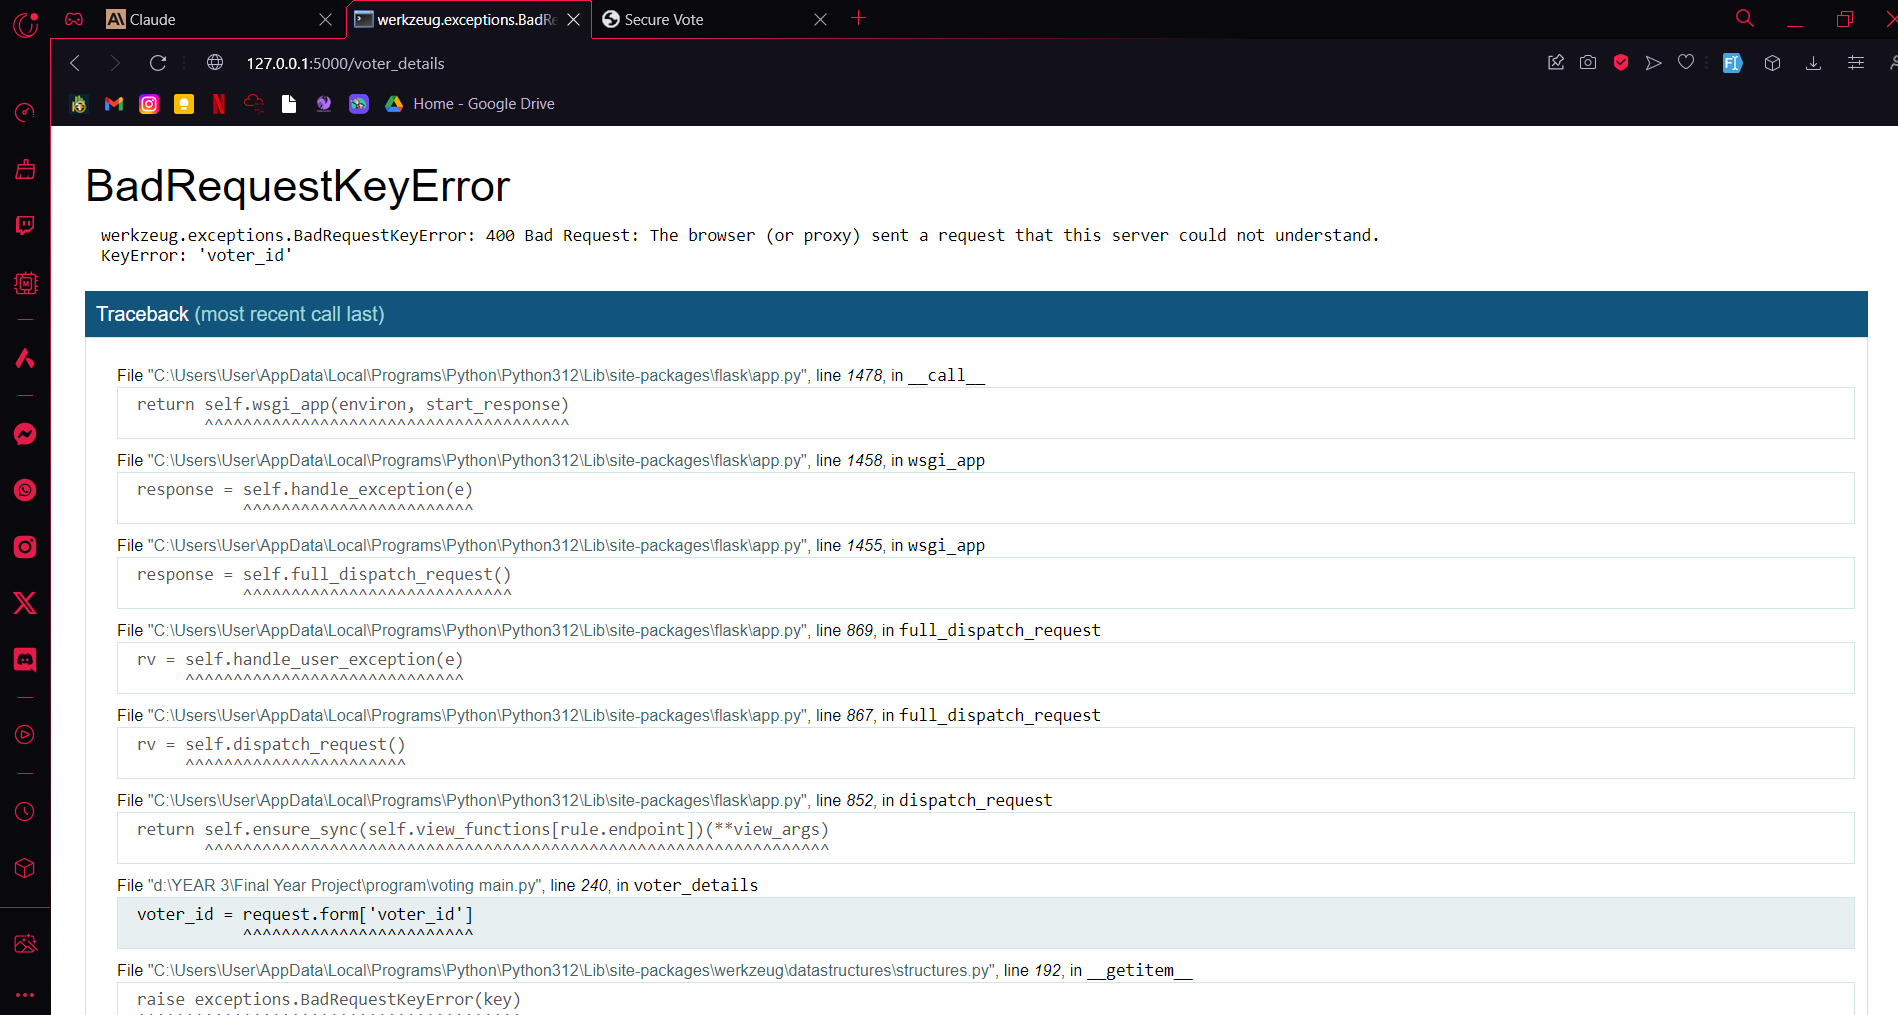 Claude
werkzeug.exceptions.BadRe
Secure Vote
127.0.0.1:5000/voter_details
Home - Google Drive
BadRequestKeyError
werkzeug.exceptions.BadRequestKeyError: 400 Bad Request: The browser (or proxy) sent a request that this server could not understand.
KeyError: 'voter_id'
Traceback (most recent call last)
File "C:\Users\User\AppData\Local\Programs\Python\Python312\Lib\site-packages\flask\app.py", line 1478, in __call__
return self.wsgi_app(environ, start_response)
^^^^^^^^^^^^^^^^^^^^^^^^^^^^^^^^^^^^^^
File "C:\Users\User\AppData\Local\Programs\Python\Python312\Lib\site-packages\flask\app.py", line 1458, in wsgi_app
response = self.handle_exception(e)
^^^^^^^^^^^^^^^^^^^^^^^^
File "C:\Users\User\AppData\Local\Programs\Python\Python312\Lib\site-packages\flask\app.py", line 1455, in wsgi_app
response = self.full_dispatch_request()
^^^^^^^^^^^^^^^^^^^^^^^^^^^^
File "C:\Users\User\AppData\Local\Programs\Python\Python312\Lib\site-packages\flask\app.py", line 869, in full_dispatch_request
rv = self.handle_user_exception(e)
^^^^^^^^^^^^^^^^^^^^^^^^^^^^^
File "C:\Users\User\AppData\Local\Programs\Python\Python312\Lib\site-packages\flask\app.py", line 867, in full_dispatch_request
rv = self.dispatch_request()
^^^^^^^^^^^^^^^^^^^^^^^
File "C:\Users\User\AppData\Local\Programs\Python\Python312\Lib\site-packages\flask\app.py", line 852, in dispatch_request
return self.ensure_sync(self.view_functions[rule.endpoint])(**view_args)
^^^^^^^^^^^^^^^^^^^^^^^^^^^^^^^^^^^^^^^^^^^^^^^^^^^^^^^^^^^^^^^^^
File "d:\YEAR 3\Final Year Project\program\voting main.py", line 240, in voter_details
voter_id = request.form['voter_id']
^^^^^^^^^^^^^^^^^^^^^^^^
File "C:\Users\User\AppData\Local\Programs\Python\Python312\Lib\site-packages\werkzeug\datastructures\structures.py", line 192, in __getitem__
raise exceptions.BadRequestKeyError(key)